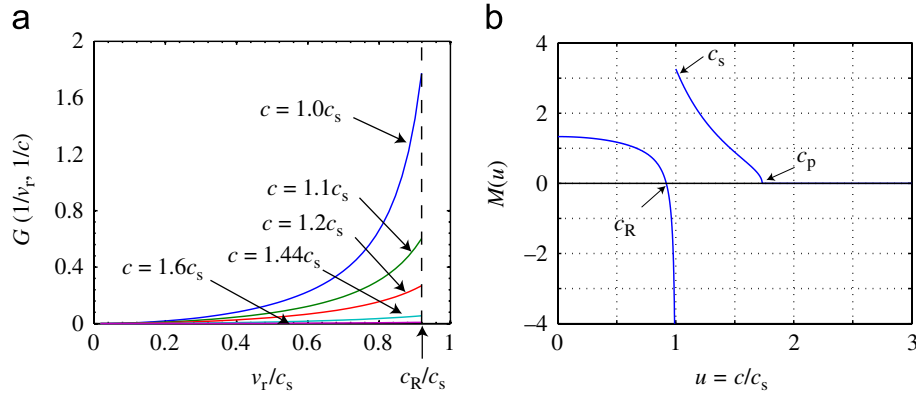 a
b
2
1.6
1.2
0.8
0.4
0
G (1/vr, 1/c)
c = 1.0cs
c = 1.1cs
c = 1.2cs
c = 1.44cs
c = 1.6cs
0 0.2 0.4 0.6 0.8 1
vr/cs
cR/cs
4
2
0
−2
−4
M(u)
cs
cp
cR
0 1 2 3
u = c/cs